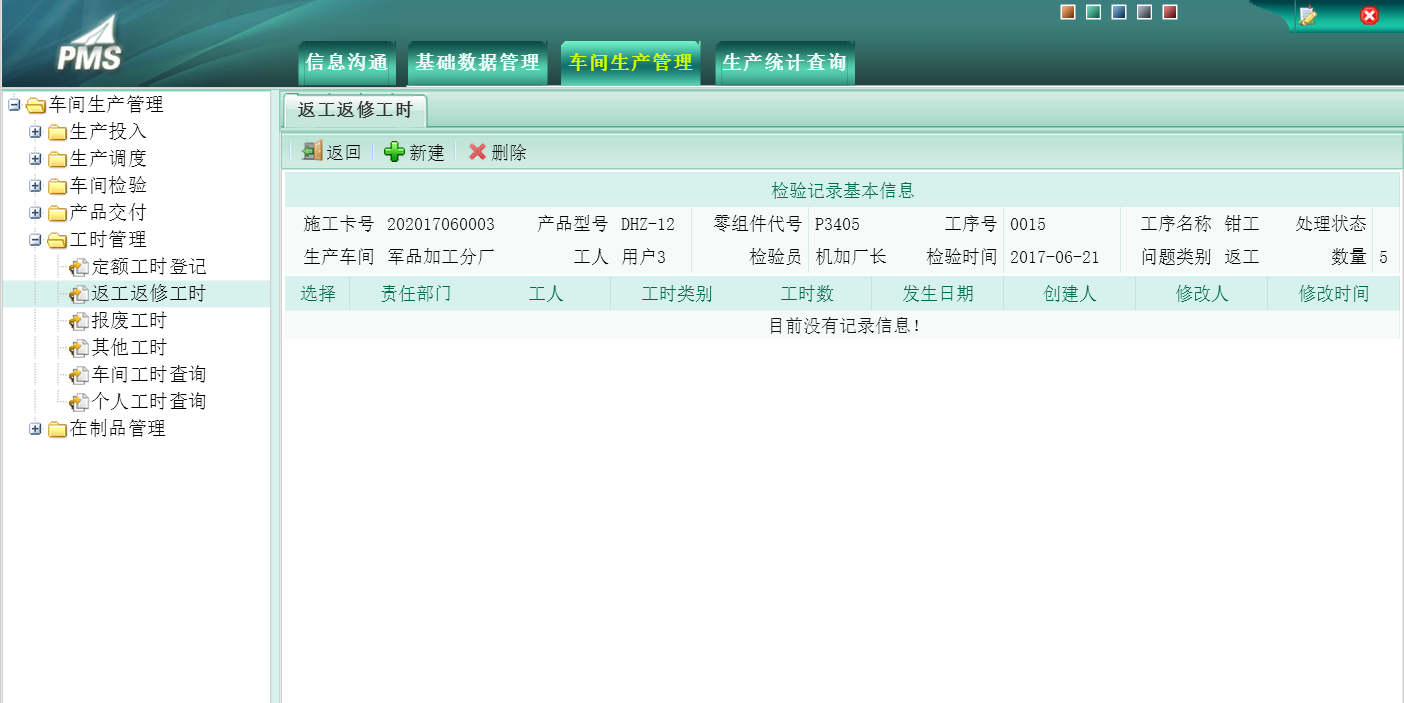 PMS
信息沟通 基础数据管理 车间生产管理 生产统计查询
车间生产管理
生产投入
生产调度
车间检验
产品交付
工时管理
定额工时登记
返工返修工时
报废工时
其他工时
车间工时查询
个人工时查询
在制品管理
返工返修工时
返回 新建 删除
检验记录基本信息
施工卡号 202017060003 产品型号 DHZ-12 零组件代号 P3405 工序号 0015 工序名称 钳工 处理状态
生产车间 军品加工分厂 工人 用户3 检验员 机加厂长 检验时间 2017-06-21 问题类别 返工 数量 5
选择 责任部门 工人 工时类别 工时数 发生日期 创建人 修改人 修改时间
目前没有记录信息!